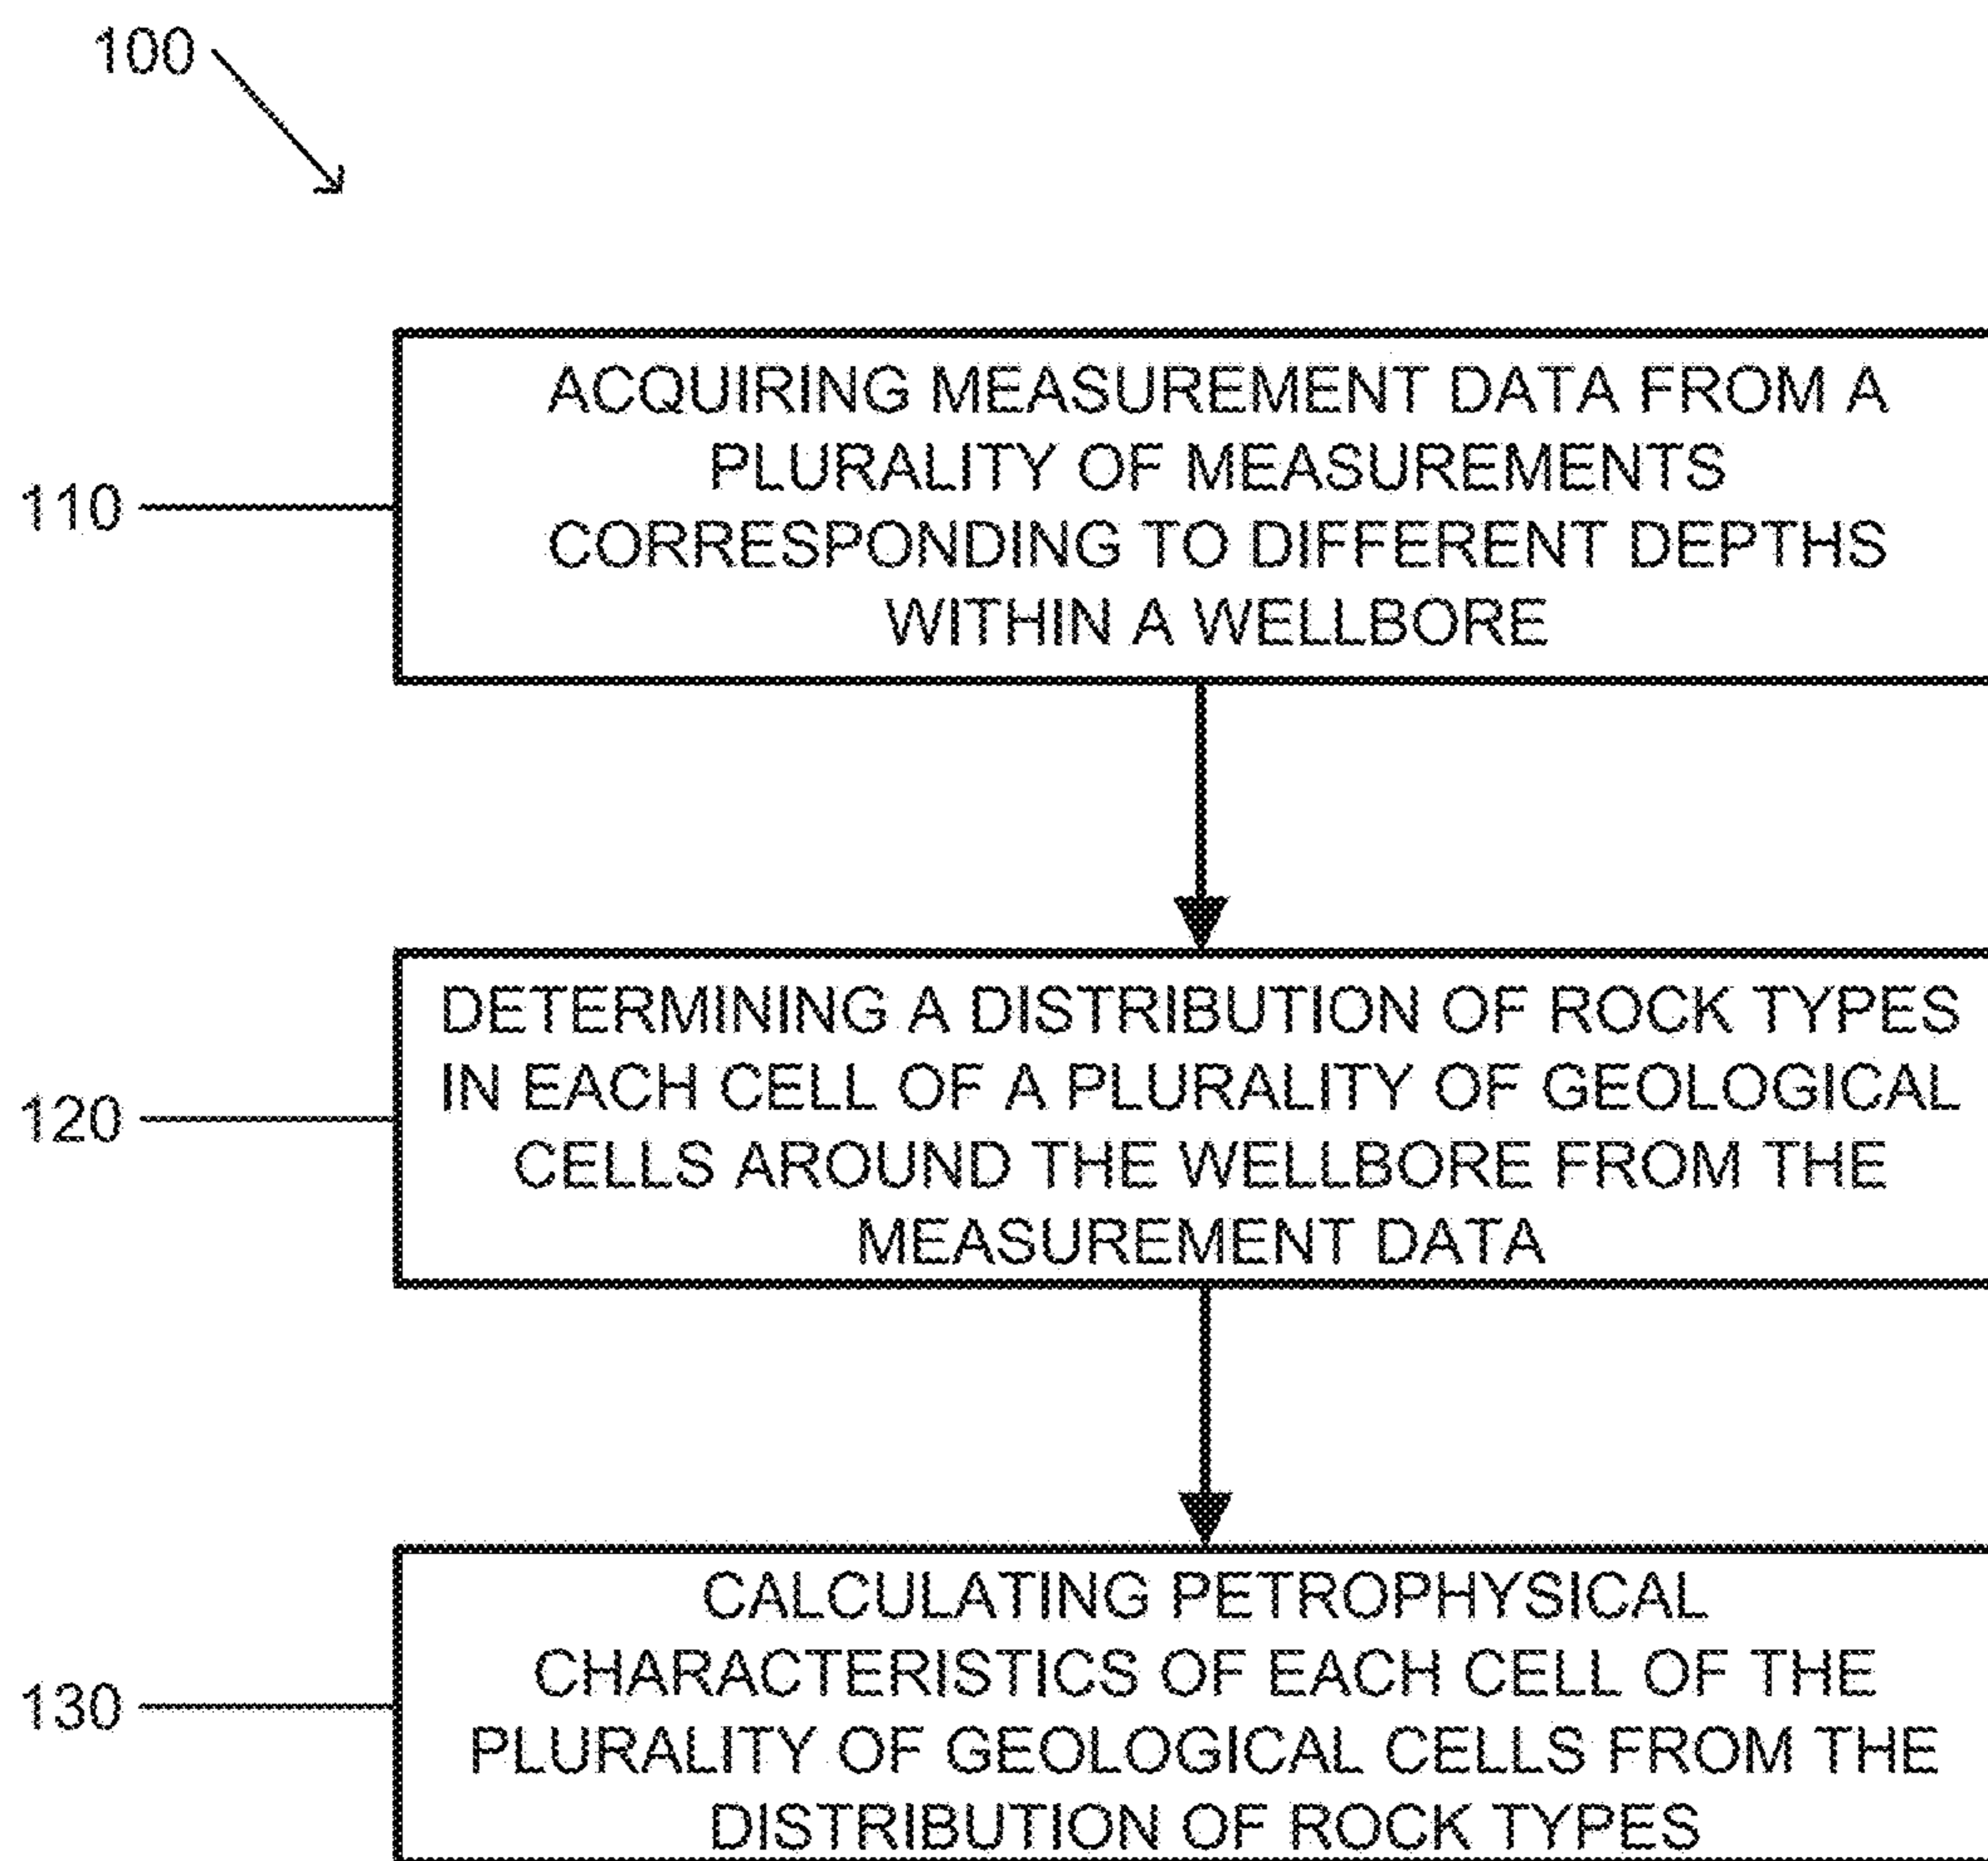 100
110
ACQUIRING MEASUREMENT DATA FROM A
PLURALITY OF MEASUREMENTS
CORRESPONDING TO DIFFERENT DEPTHS
WITHIN A WELLBORE
120
DETERMINING A DISTRIBUTION OF ROCK TYPES
IN EACH CELL OF A PLURALITY OF GEOLOGICAL
CELLS AROUND THE WELLBORE FROM THE
MEASUREMENT DATA
130
CALCULATING PETROPHYSICAL
CHARACTERISTICS OF EACH CELL OF THE
PLURALITY OF GEOLOGICAL CELLS FROM THE
DISTRIBUTION OF ROCK TYPES